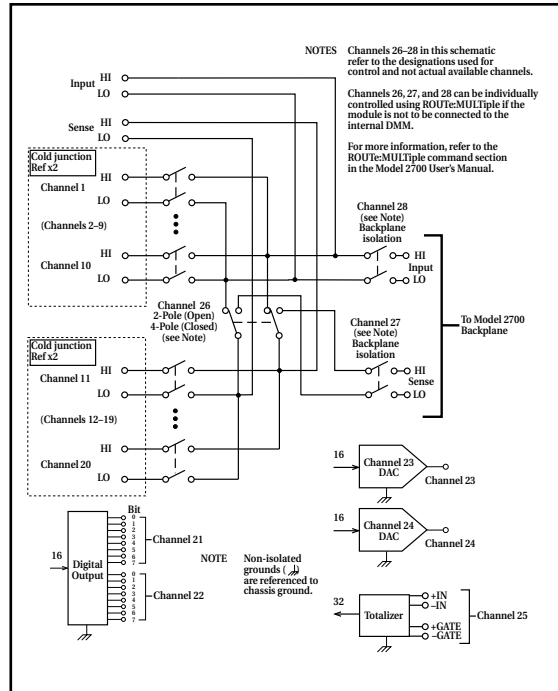 NOTES Channels 26–28 in this schematic
refer to the designations used for
control and not actual available channels.
Channels 26, 27, and 28 can be individually
controlled using ROUTe:MULTiple if the
module is not to be connected to the
internal DMM.
For more information, refer to the
ROUTe:MULTiple command section
in the Model 2700 User's Manual.
Input HI
LO
Sense HI
LO
Cold junction
Ref x2
Channel 1 HI
LO
(Channels 2–9)
Channel 10 HI
LO
Channel 28
(see Note)
Backplane
isolation
HI
Input
LO
Channel 26
2-Pole (Open)
4-Pole (Closed)
(see Note)
Channel 27
(see Note)
Backplane
isolation
HI
Sense
LO
To Model 2700
Backplane
Cold junction
Ref x2
Channel 11 HI
LO
(Channels 12–19)
Channel 20 HI
LO
16
Channel 23
DAC
Channel 23
16
Channel 24
DAC
Channel 24
16
Digital
Output
Bit
0
1
2
3
4
5
6
7
Channel 21
0
1
2
3
4
5
6
7
Channel 22
NOTE Non-isolated
grounds ( )
are referenced to
chassis ground.
32
Totalizer
+IN
–IN
+GATE
–GATE
Channel 25